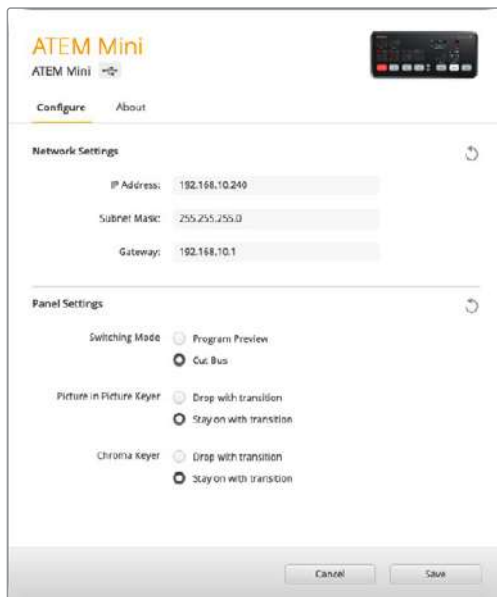 ATEM Mini
ATEM Mini
Configure About
Network Settings
IP Address: 192.168.10.240
Subnet Mask: 255.255.255.0
Gateway: 192.168.10.1
Panel Settings
Switching Mode Program Preview
Cut Bus
Picture in Picture Keyer Drop with transition
Stay on with transition
Chroma Keyer Drop with transition
Stay on with transition
Cancel Save